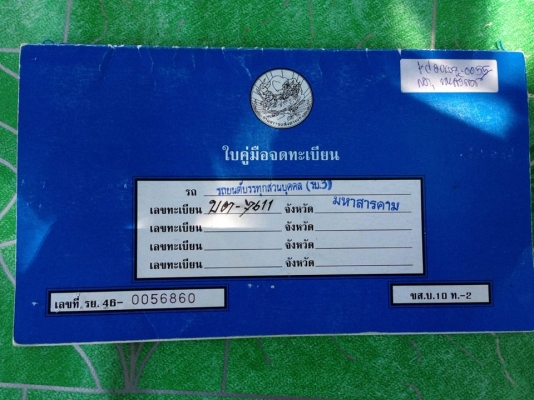 ใบคู่มือจดทะเบียน
รถ รถยนต์บรรทุกส่วนบุคคล (รย.3)
เลขทะเบียน จังหวัด มหาสารคาม
เลขทะเบียน จังหวัด
เลขทะเบียน จังหวัด
เลขทะเบียน จังหวัด
เลขที่ รย. 46- 0056860
ขส.บ.10 ท.-2